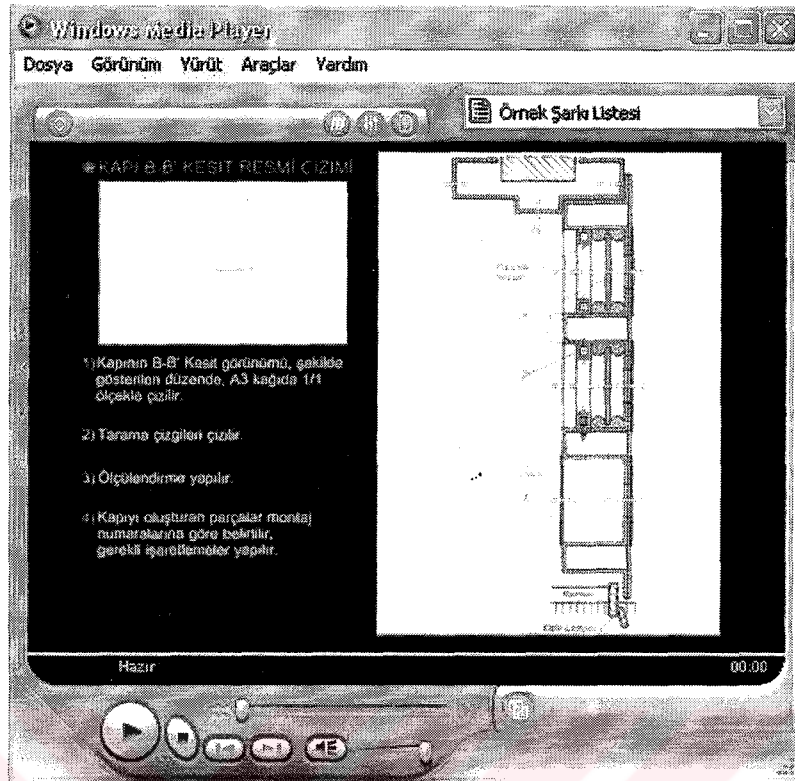 Windows Media Player
Dosya Görünüm Yürüt Araçlar Yardım
Örnek Şarkı Listesi
KAPI B-B' KESİT RESMİ ÇİZİMİ
1) Kapının B-B' Kesit görünümü, şekilde
gösterilen düzende, A3 kağıda 1/1
ölçekle çizilir.
2) Tarama çizgileri çizilir.
3) Ölçülendirme yapılır.
4) Kapıyı oluşturan parçalar montaj
numaralarına göre belirtilir,
gerekli işaretlemeler yapılır.
Hazır
00:00